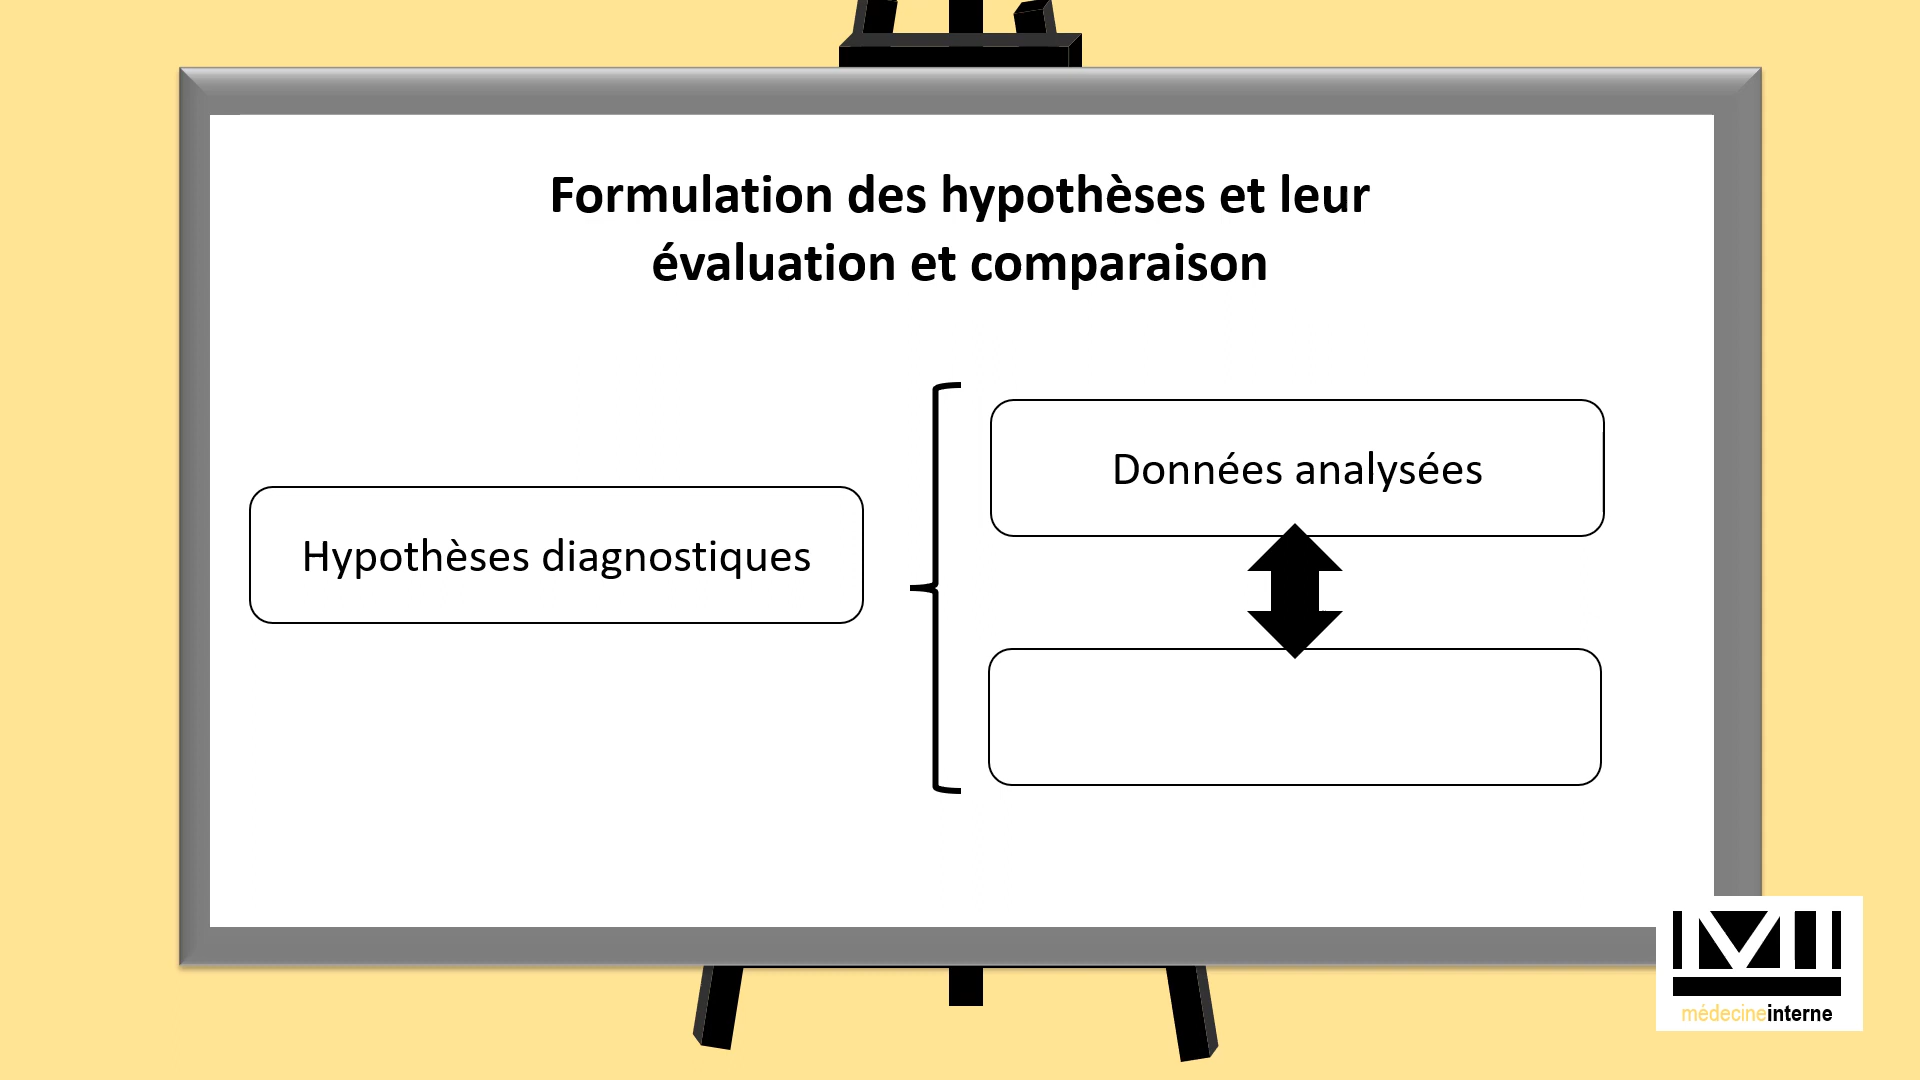 Formulation des hypothèses et leur
évaluation et comparaison
Données analysées
Hypothèses diagnostiques
médecineinterne